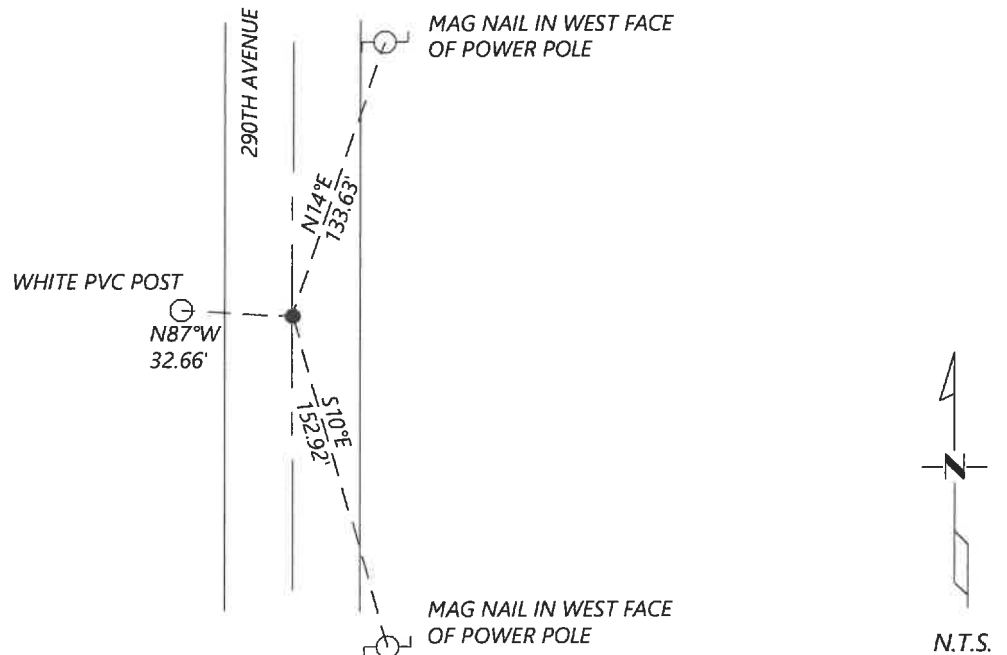 290TH AVENUE
MAG NAIL IN WEST FACE
OF POWER POLE
N14°E
133.63'
WHITE PVC POST
N87°W
32.66'
S10°E
152.92'
N
MAG NAIL IN WEST FACE
OF POWER POLE
N.T.S.